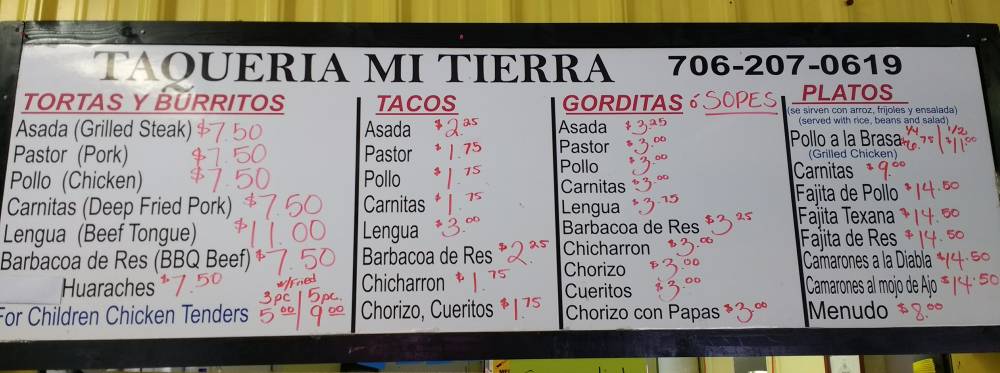 TAQUERIA MI TIERRA 706-207-0619
TORTAS Y BURRITOS
Asada (Grilled Steak) $7.50
Pastor (Pork) $7.50
Pollo (Chicken) $7.50
Carnitas (Deep Fried Pork) $7.50
Lengua (Beef Tongue) $11.00
Barbacoa de Res (BBQ Beef) $7.50
Huaraches $7.50
w/Fried
3pc | 5pc.
For Children Chicken Tenders 5.00 | 9.00
TACOS
Asada $2.25
Pastor $1.75
Pollo $1.75
Carnitas $1.75
Lengua $3.00
Barbacoa de Res $2.25
Chicharron $1.75
Chorizo, Cueritos $1.75
GORDITAS ó SOPES
Asada $3.25
Pastor $3.00
Pollo $3.00
Carnitas $3.00
Lengua $3.75
Barbacoa de Res $3.25
Chicharron $3.00
Chorizo $3.00
Cueritos $3.00
Chorizo con Papas $3.00
PLATOS
(se sirven con arroz, frijoles y ensalada)
(served with rice, beans and salad)
Pollo a la Brasa 1/4 $6.75 | 1/2 $11.00
(Grilled Chicken)
Carnitas $9.00
Fajita de Pollo $14.50
Fajita Texana $14.50
Fajita de Res $14.50
Camarones a la Diabla $14.50
Camarones al mojo de Ajo $14.50
Menudo $8.00